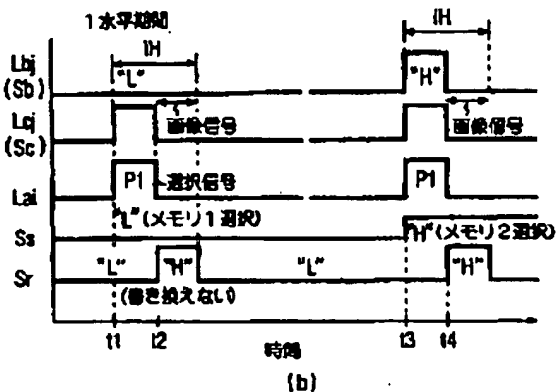 1水平期間
1H
1H
Lbj
(Sb)
"L"
"H"
Lcj
(Sc)
画像信号
画像信号
Lai
P1
選択信号
P1
Ss
"L"(メモリ1選択)
"H"(メモリ2選択)
Sr
"L"
"H"
"L"
"H"
(書き換えない)
t1
t2
t3
t4
時間
(b)